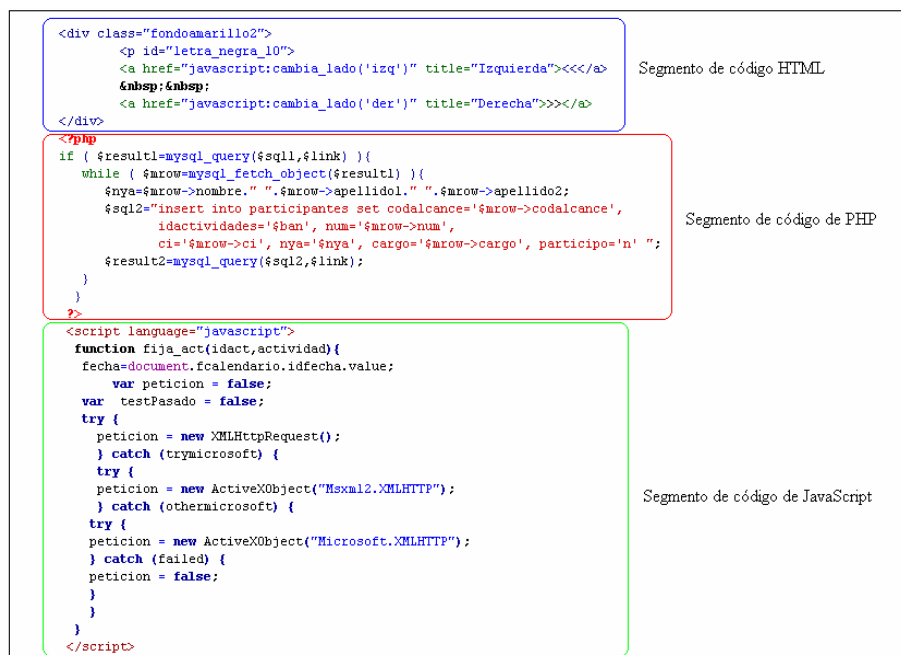 <div class="fondoamarillo2">
<p id="letra_negra_10">
<a href="javascript:cambia_lado('izq')" title="Izquierda"><<</a>
&nbsp;&nbsp;
<a href="javascript:cambia_lado('der')" title="Derecha">>></a>
</div>
Segmento de código HTML
<?php
if ( $result1=mysql_query($sql1,$link) ){
while ( $mrow=mysql_fetch_object($result1) ){
$nya=$mrow->nombre." ".$mrow->apellido1." ".$mrow->apellido2;
$sql2="insert into participantes set codalcance='$mrow->codalcance',
idactividades='$ban', num='$mrow->num',
ci='$mrow->ci', nya='$nya', cargo='$mrow->cargo', participo='n' ";
$result2=mysql_query($sql2,$link);
}
}
?>
Segmento de código de PHP
<script language="javascript">
function fija_act(idact,actividad){
fecha=document.fcalendario.idfecha.value;
var peticion = false;
var testPasado = false;
try {
peticion = new XMLHttpRequest();
} catch (trymicrosoft) {
try {
peticion = new ActiveXObject("Msxml2.XMLHTTP");
} catch (othermicrosoft) {
try {
peticion = new ActiveXObject("Microsoft.XMLHTTP");
} catch (failed) {
peticion = false;
}
}
}
</script>
Segmento de código de JavaScript